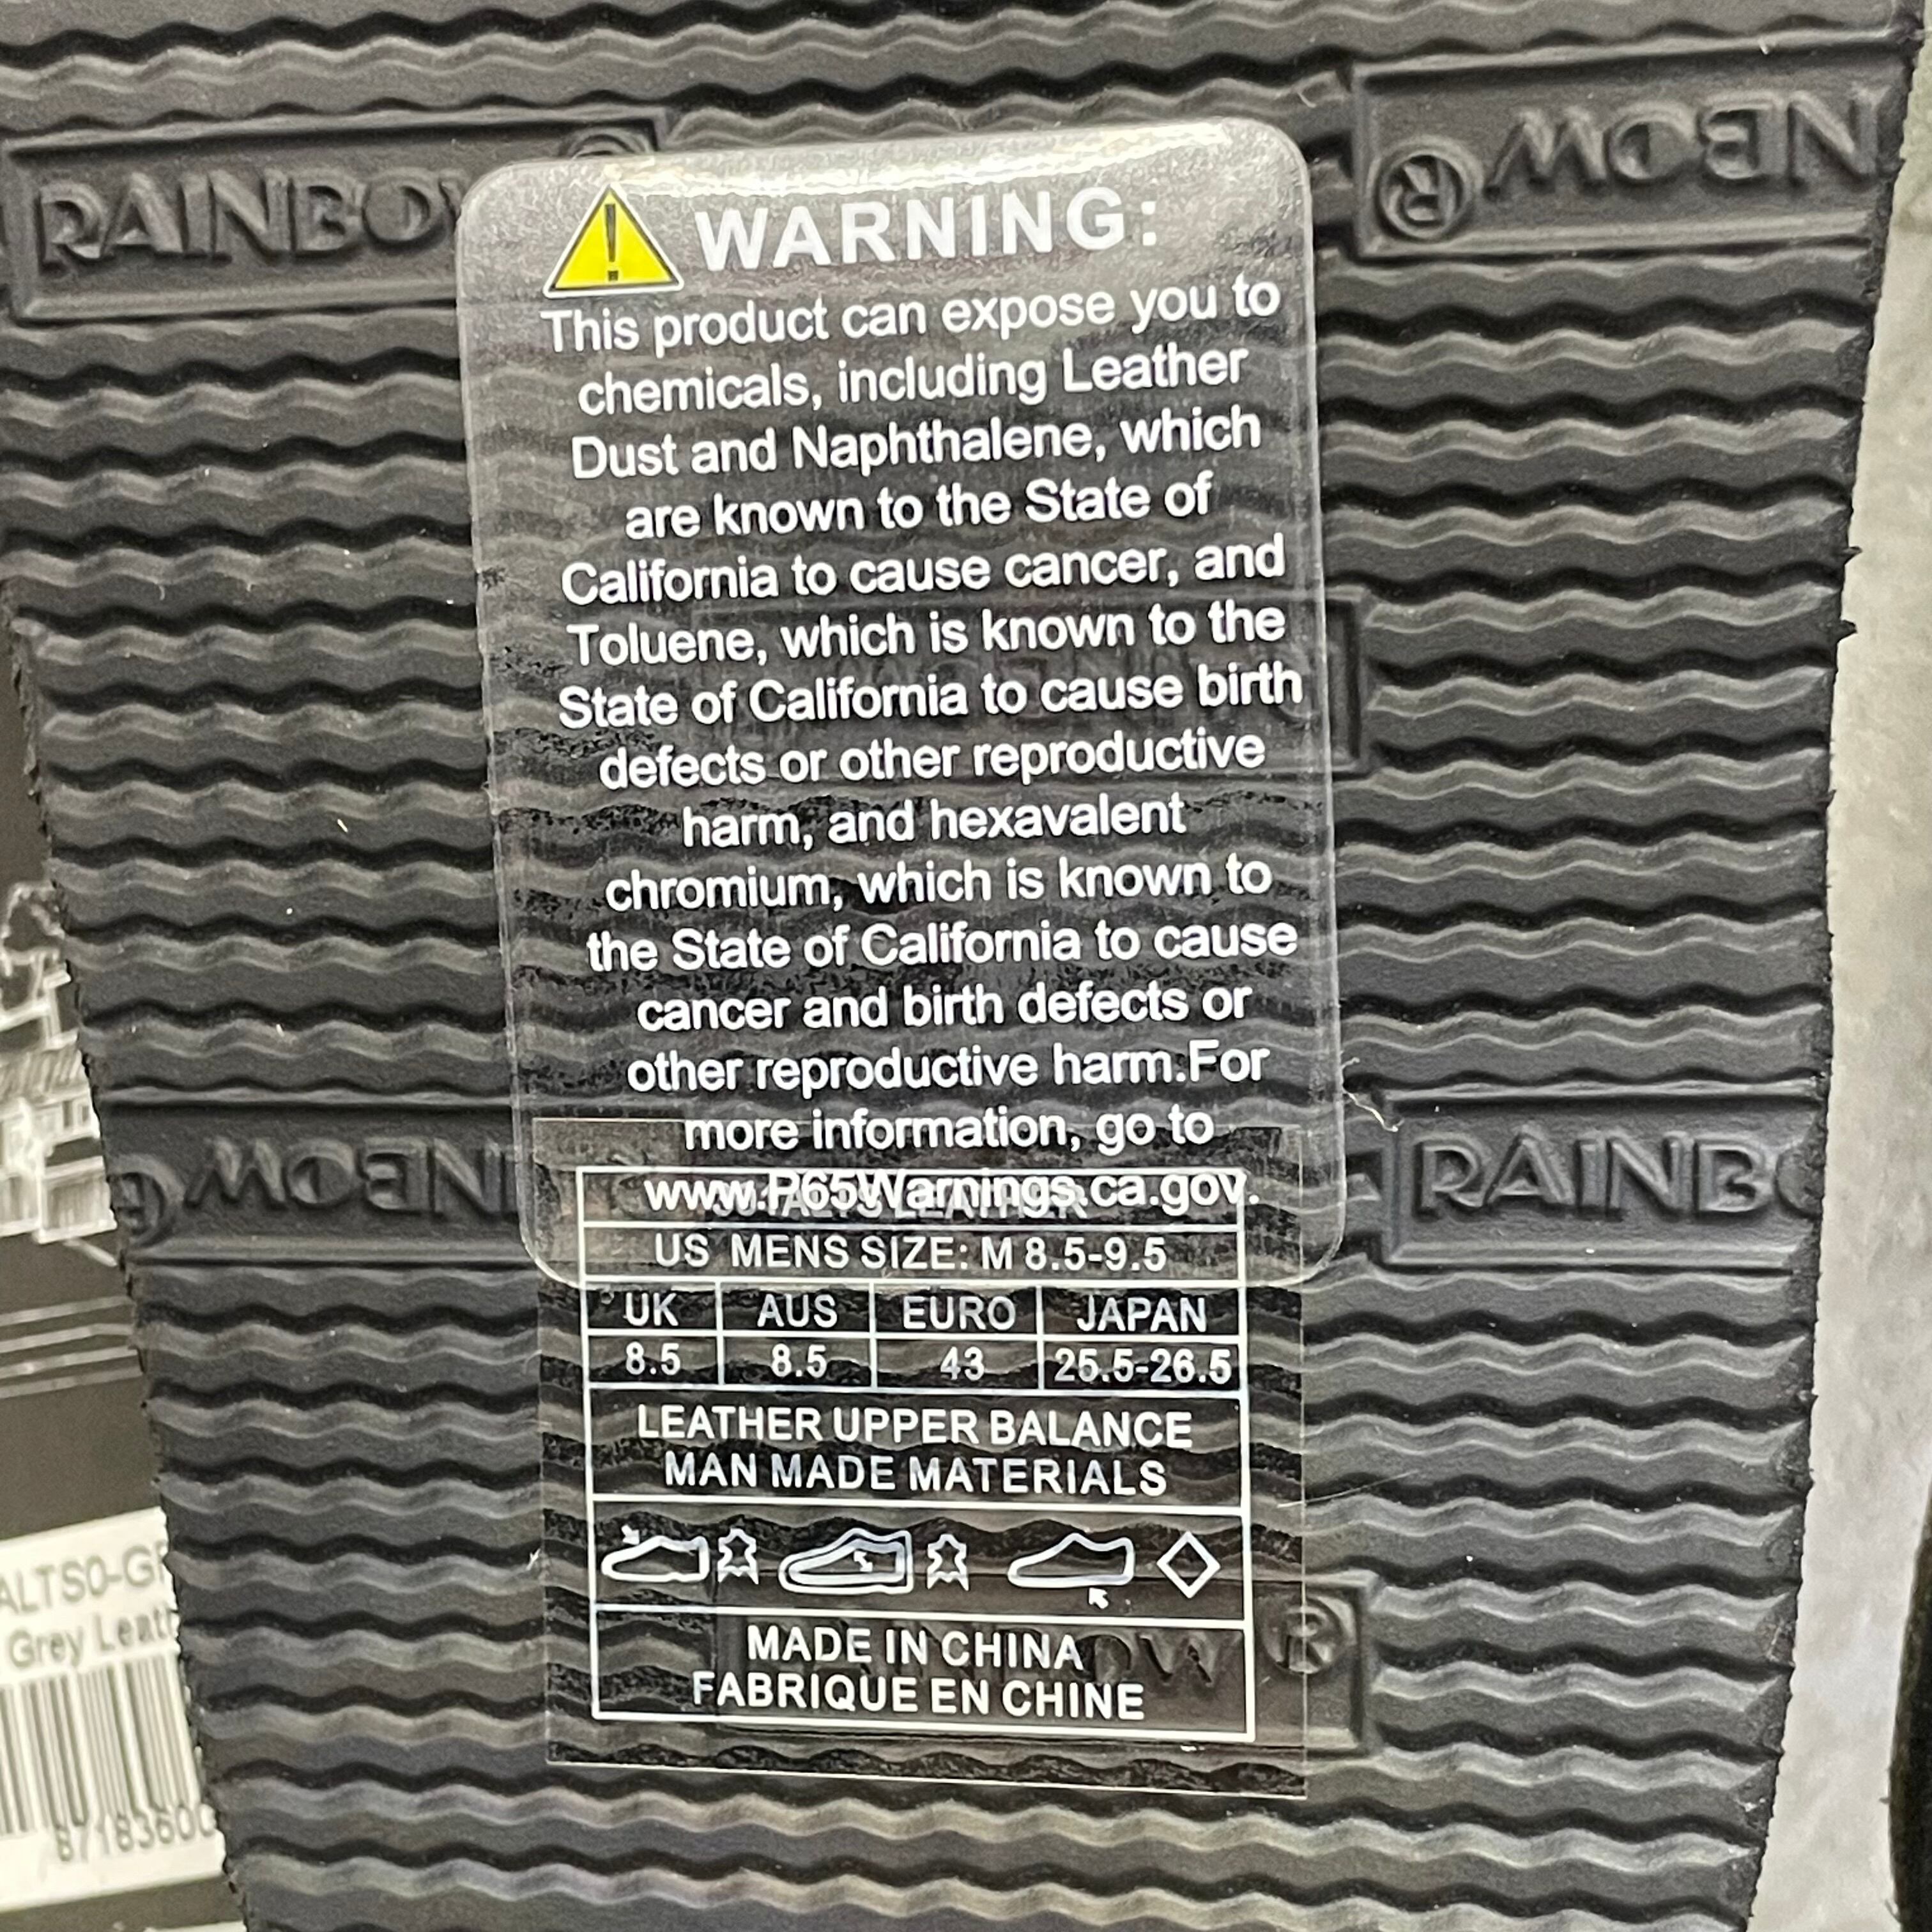 RAINBOW
NBOW®
WARNING:
This product can expose you to
chemicals, including Leather
Dust and Naphthalene, which
are known to the State of
California to cause cancer, and
Toluene, which is known to the
State of California to cause birth
defects or other reproductive
harm, and hexavalent
chromium, which is known to
the State of California to cause
cancer and birth defects or
other reproductive harm.For
more information, go to
www.P65Warnings.ca.gov.
NBOW®
RAINBO
US MENS SIZE: M 8.5-9.5
UK AUS EURO JAPAN
8.5 8.5 43 25.5-26.5
LEATHER UPPER BALANCE
MAN MADE MATERIALS
MADE IN CHINA
FABRIQUE EN CHINE
ALTS0-G
Grey Leat
8718360